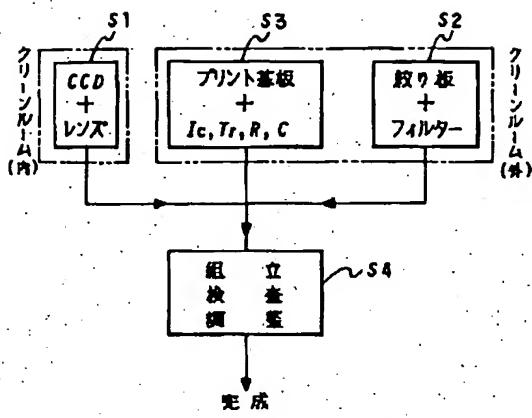 S1
S3
S2
クリーンルーム(内)
CCD
+
レンズ
プリント基板
+
Ic, Tr, R, C
絞り板
+
フィルター
クリーンルーム(外)
組立
検査
調整
S4
完成